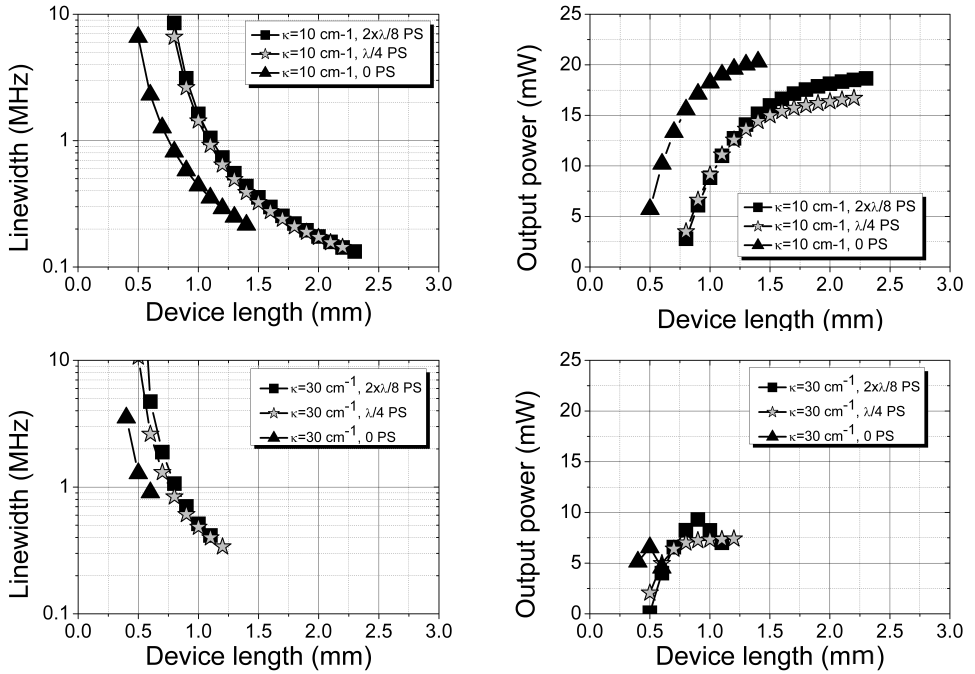 10
κ=10 cm-1, 2xλ/8 PS
κ=10 cm-1, λ/4 PS
κ=10 cm-1, 0 PS
1
0.1
Linewidth (MHz)
0.0 0.5 1.0 1.5 2.0 2.5 3.0
Device length (mm)
25
20
15
10
5
0
Output power (mW)
κ=10 cm-1, 2xλ/8 PS
κ=10 cm-1, λ/4 PS
κ=10 cm-1, 0 PS
0.0 0.5 1.0 1.5 2.0 2.5 3.0
Device length (mm)
10
κ=30 cm⁻¹, 2xλ/8 PS
κ=30 cm⁻¹, λ/4 PS
κ=30 cm⁻¹, 0 PS
1
0.1
Linewidth (MHz)
0.0 0.5 1.0 1.5 2.0 2.5 3.0
Device length (mm)
25
20
15
10
5
0
Output power (mW)
κ=30 cm⁻¹, 2xλ/8 PS
κ=30 cm⁻¹, λ/4 PS
κ=30 cm⁻¹, 0 PS
0.0 0.5 1.0 1.5 2.0 2.5 3.0
Device length (mm)